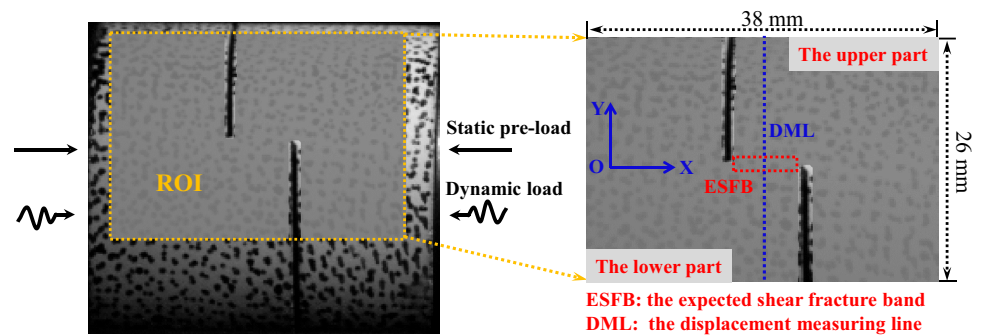 ROI
Static pre-load
Dynamic load
38 mm
The upper part
Y
DML
O
X
ESFB
26 mm
The lower part
ESFB: the expected shear fracture band
DML: the displacement measuring line